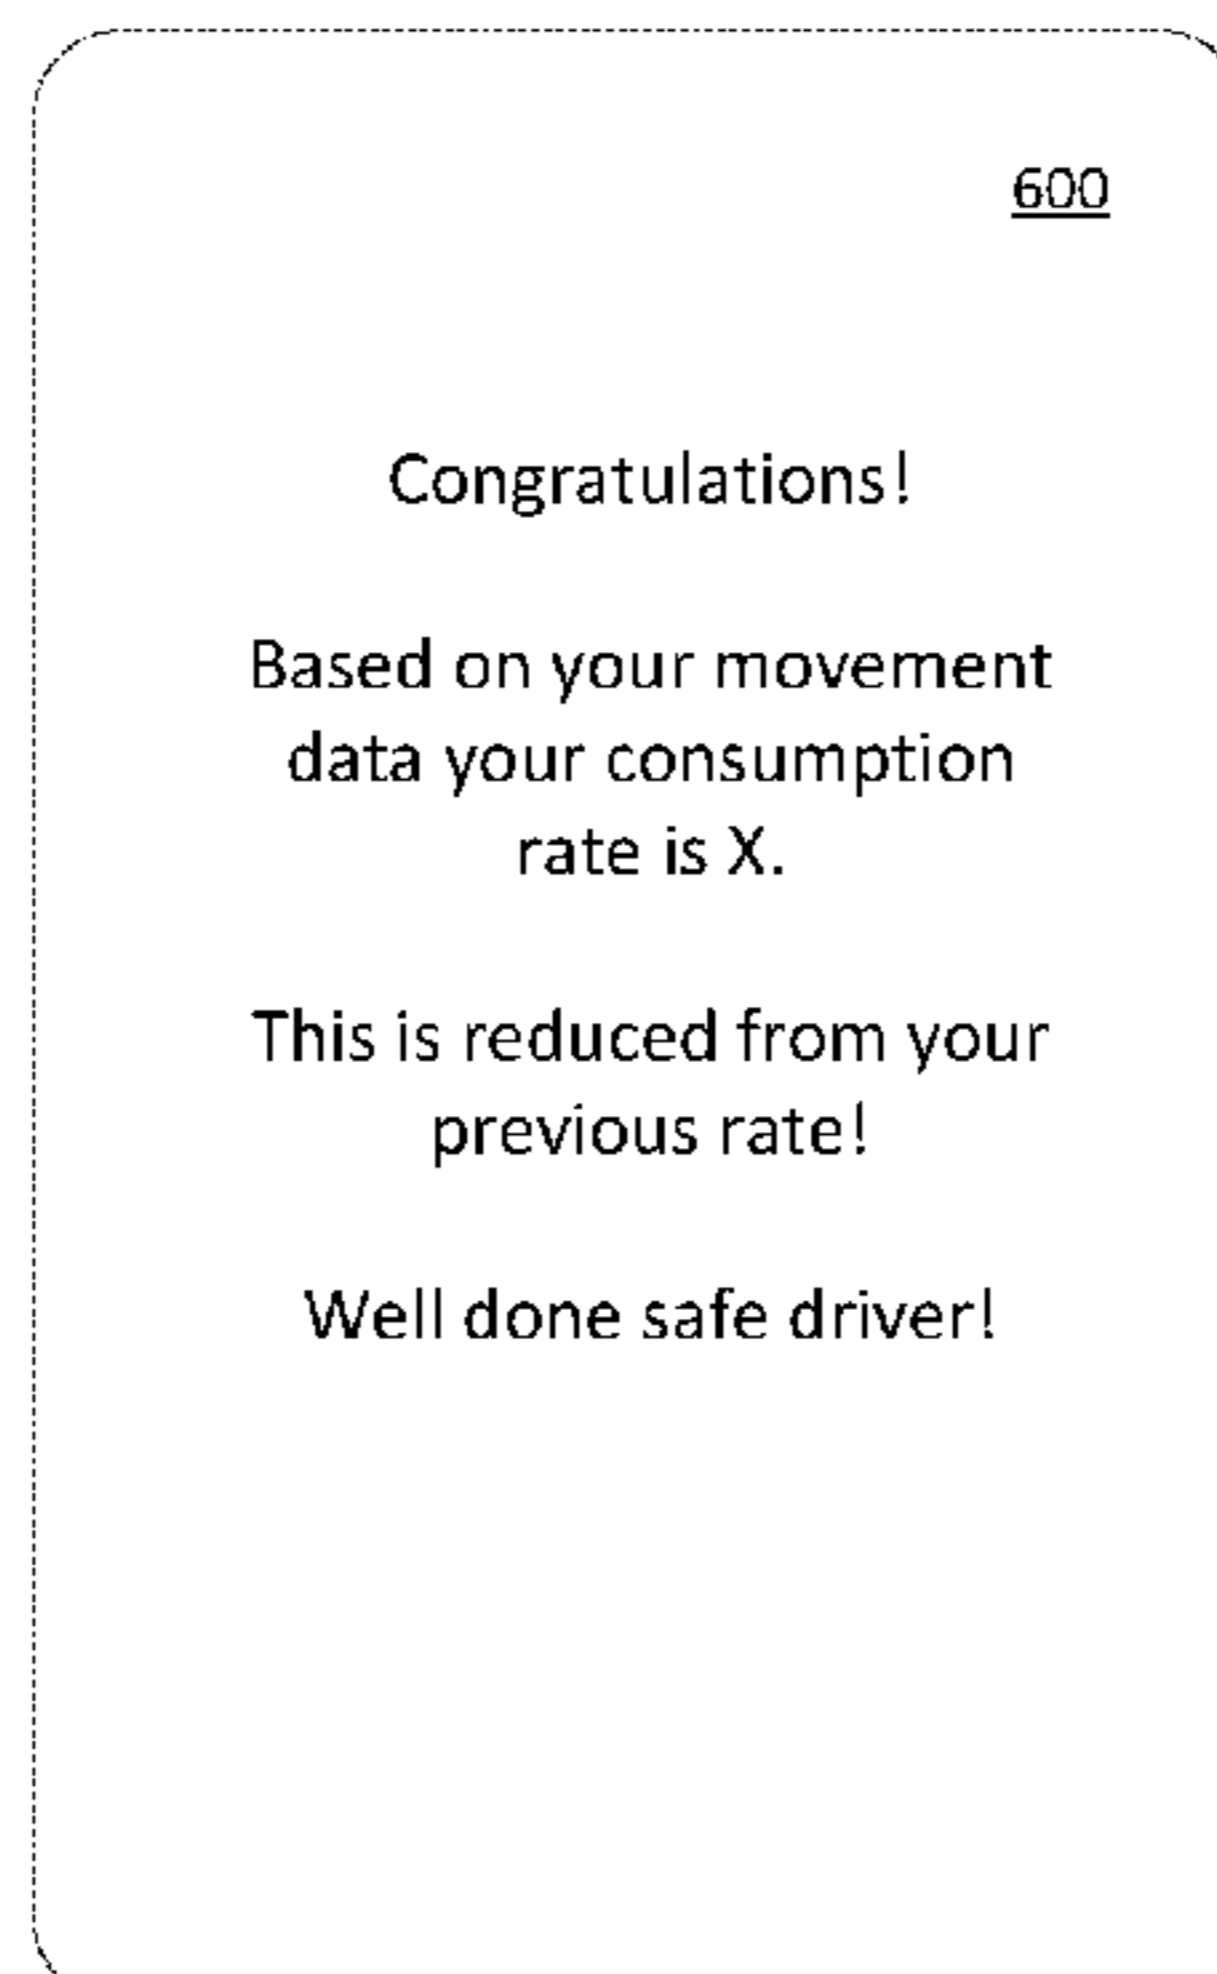 600
Congratulations!
Based on your movement
data your consumption
rate is X.
This is reduced from your
previous rate!
Well done safe driver!